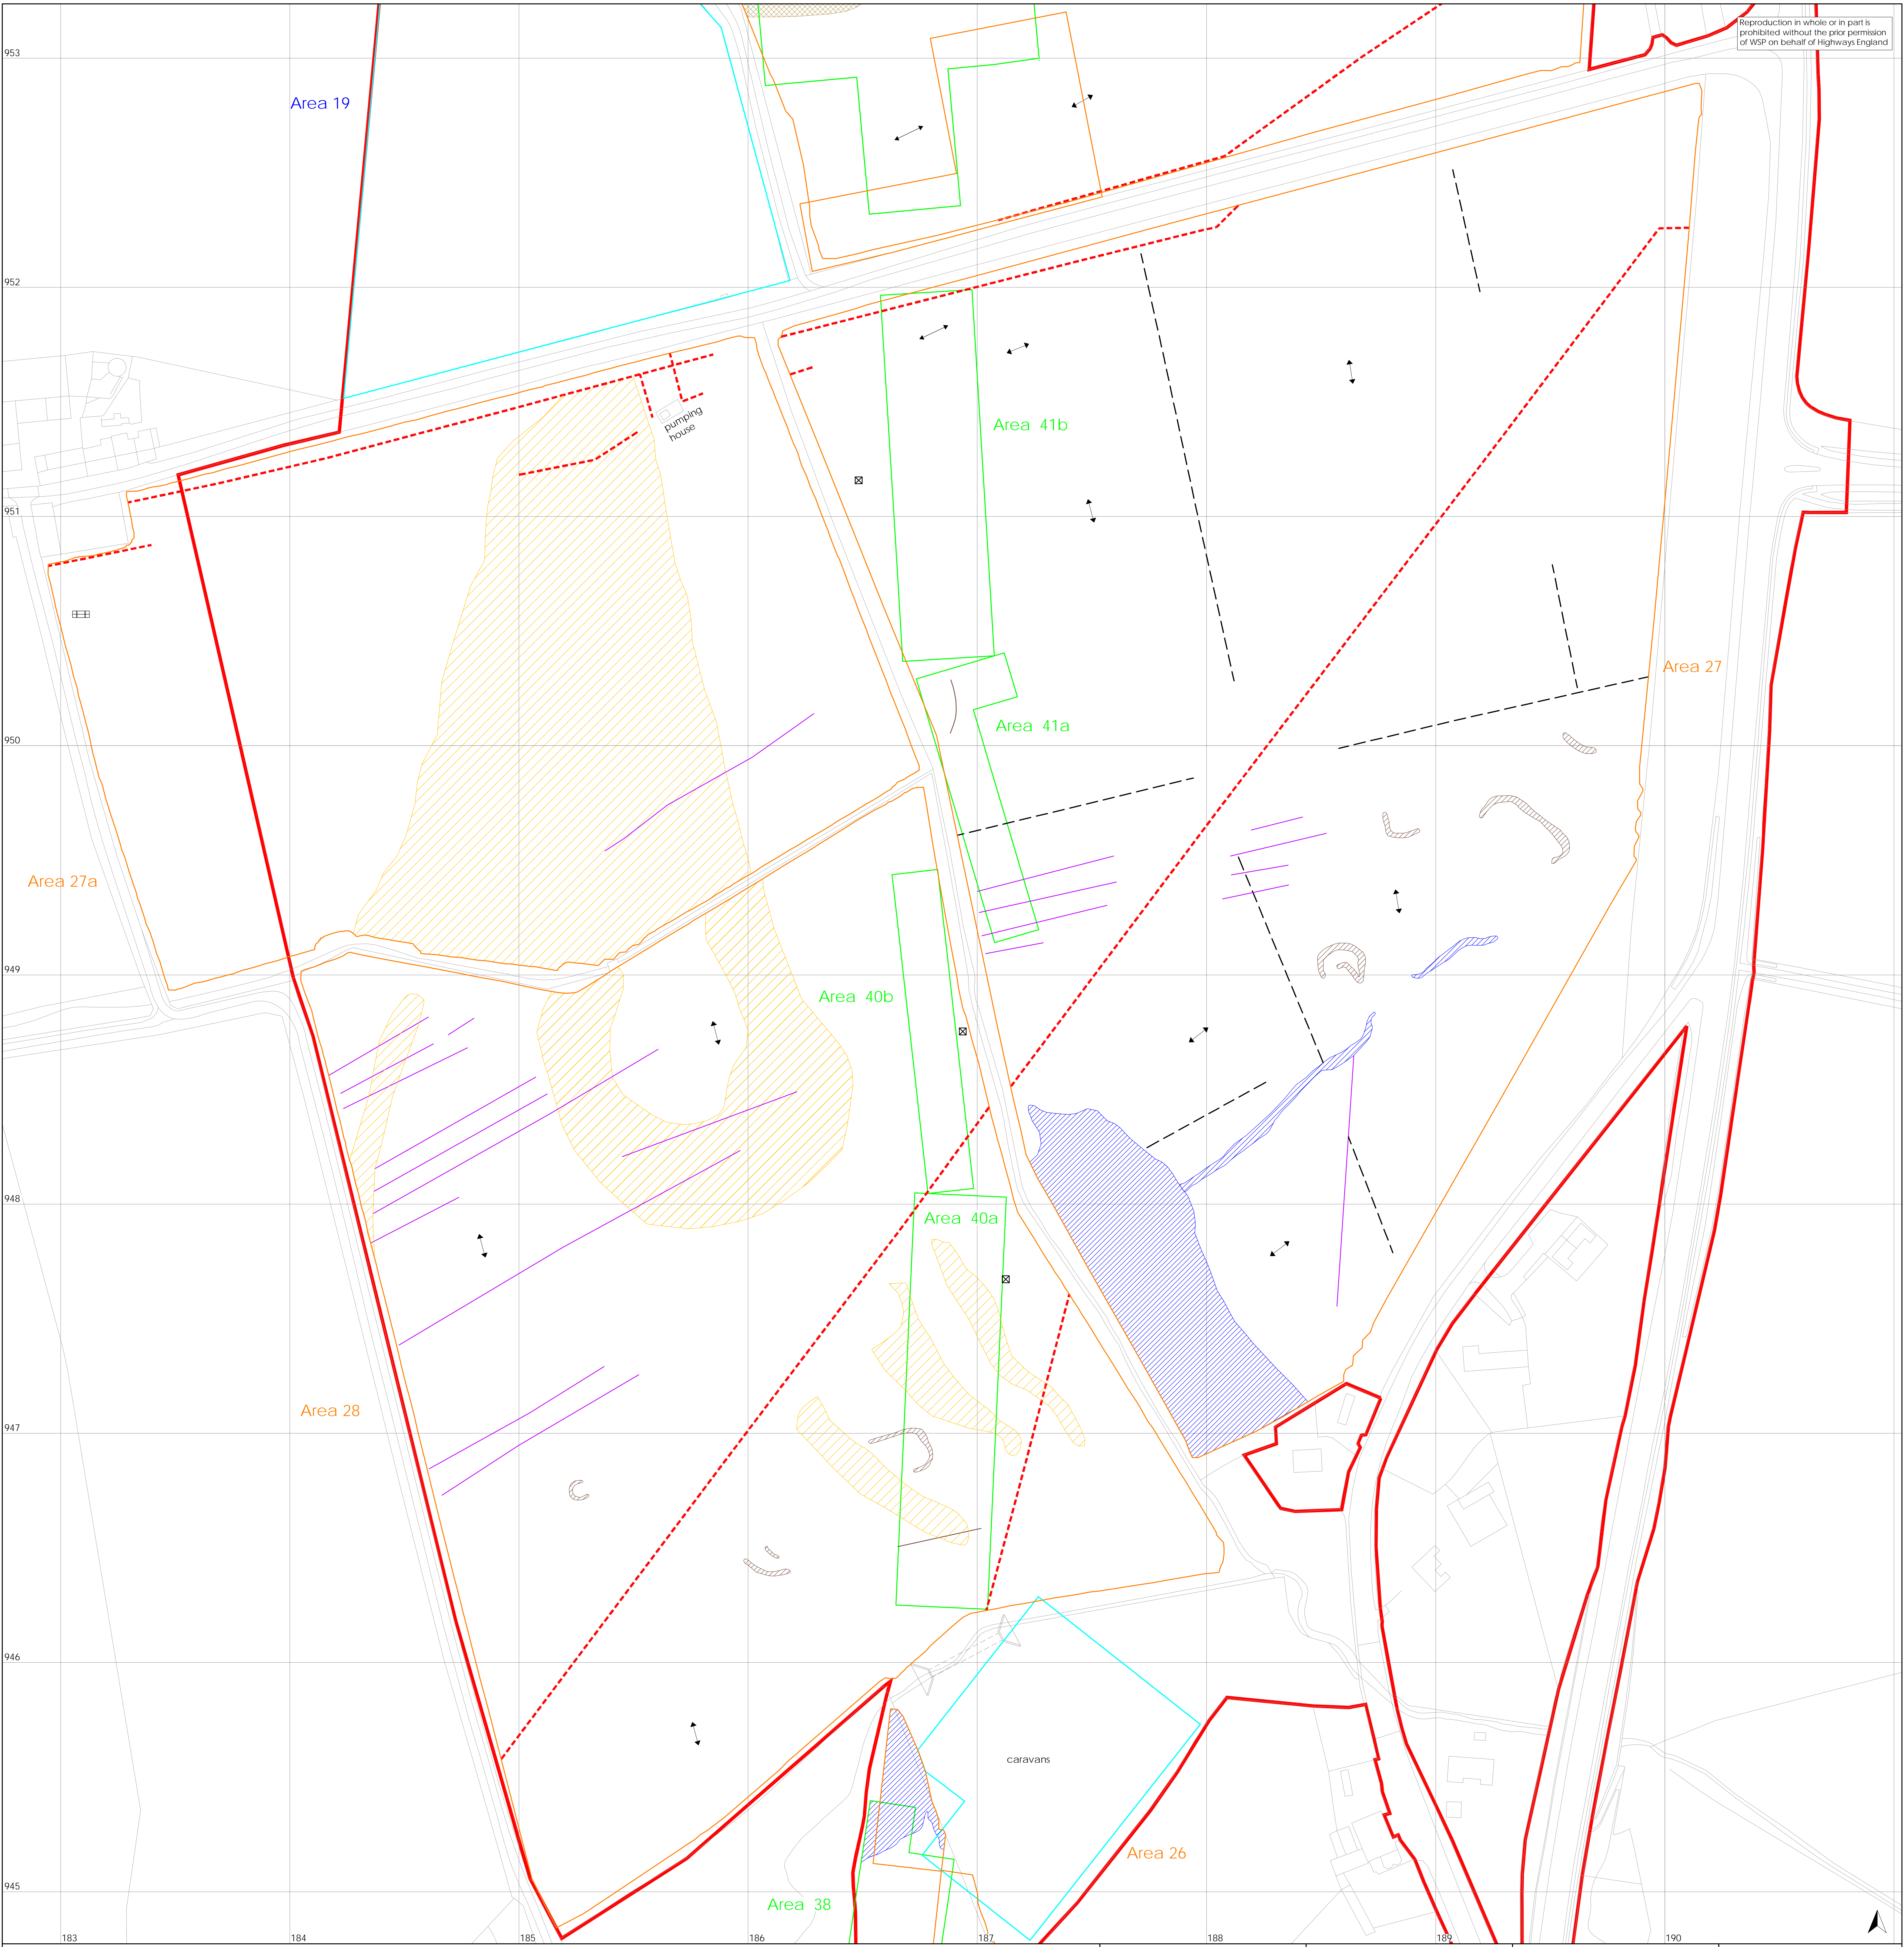 Reproduction in whole or in part is
prohibited without the prior permission
of WSP on behalf of Highways England
953
Area 19
952
pumping
house
Area 41b
951
Area 27
Area 41a
950
Area 27a
949
Area 40b
948
Area 40a
Area 28
947
946
caravans
Area 26
945
Area 38
183
184
185
186
187
188
189
190